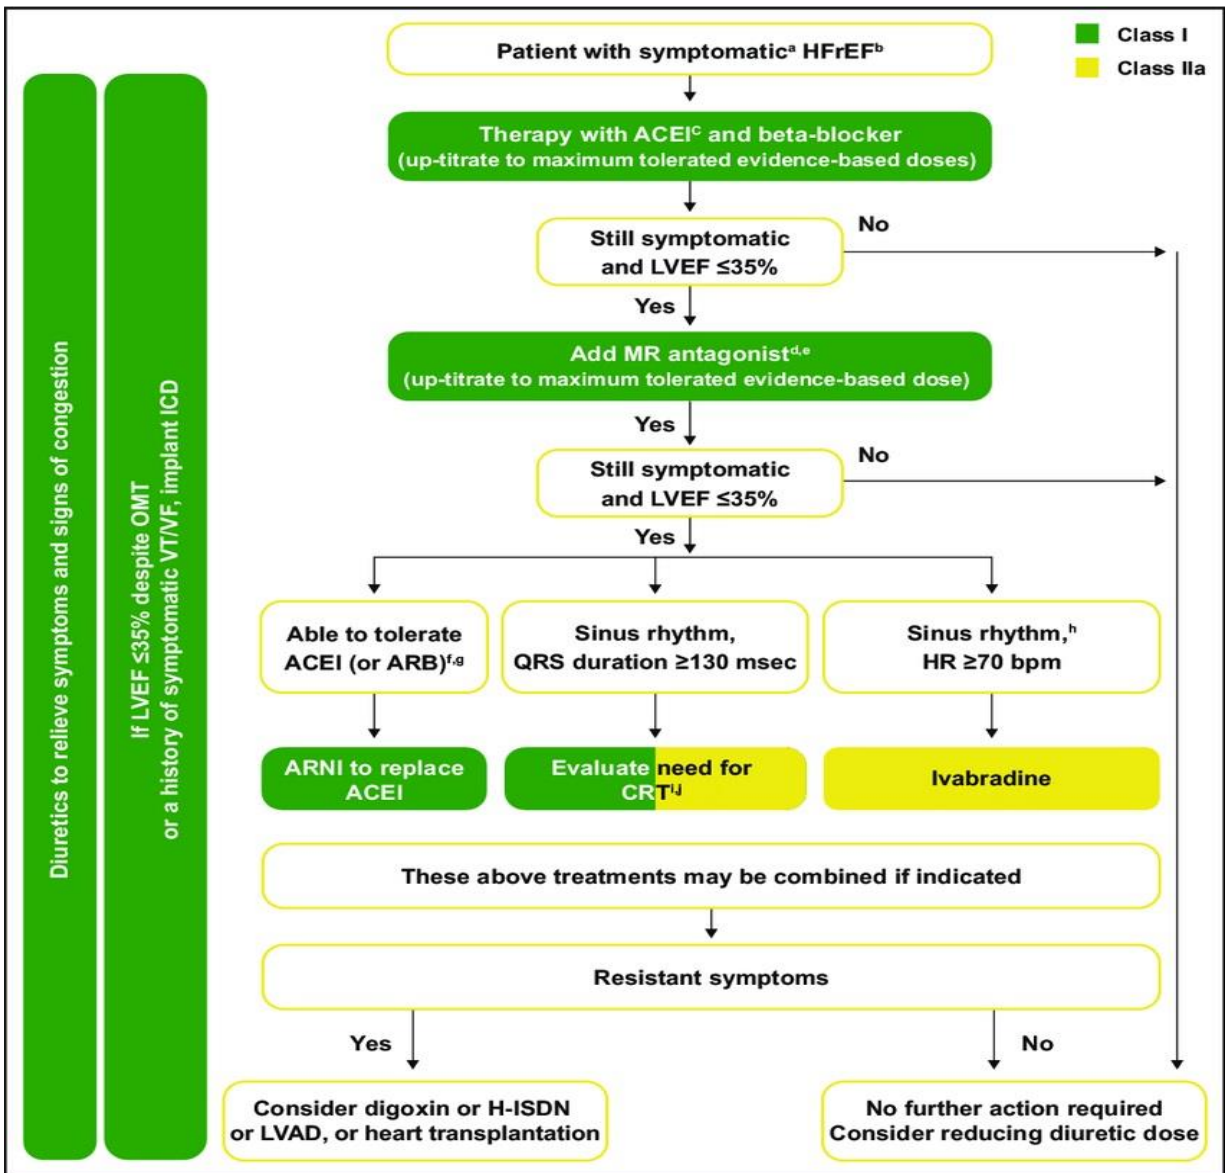 Class I
Class IIa
Patient with symptomaticᵃ HFrEFᵇ
Therapy with ACEIᶜ and beta-blocker
(up-titrate to maximum tolerated evidence-based doses)
Still symptomatic
and LVEF ≤35%
No
Yes
Add MR antagonistᵈ,ᵉ
(up-titrate to maximum tolerated evidence-based dose)
Yes
Still symptomatic
and LVEF ≤35%
No
Yes
Able to tolerate
ACEI (or ARB)ᶠ,ᵍ
Sinus rhythm,
QRS duration ≥130 msec
Sinus rhythm,ʰ
HR ≥70 bpm
ARNI to replace
ACEI
Evaluate need for
CRTⁱ,ʲ
Ivabradine
These above treatments may be combined if indicated
Resistant symptoms
Yes
No
Consider digoxin or H-ISDN
or LVAD, or heart transplantation
No further action required
Consider reducing diuretic dose
Diuretics to relieve symptoms and signs of congestion
If LVEF ≤35% despite OMT
or a history of symptomatic VT/VF, implant ICD